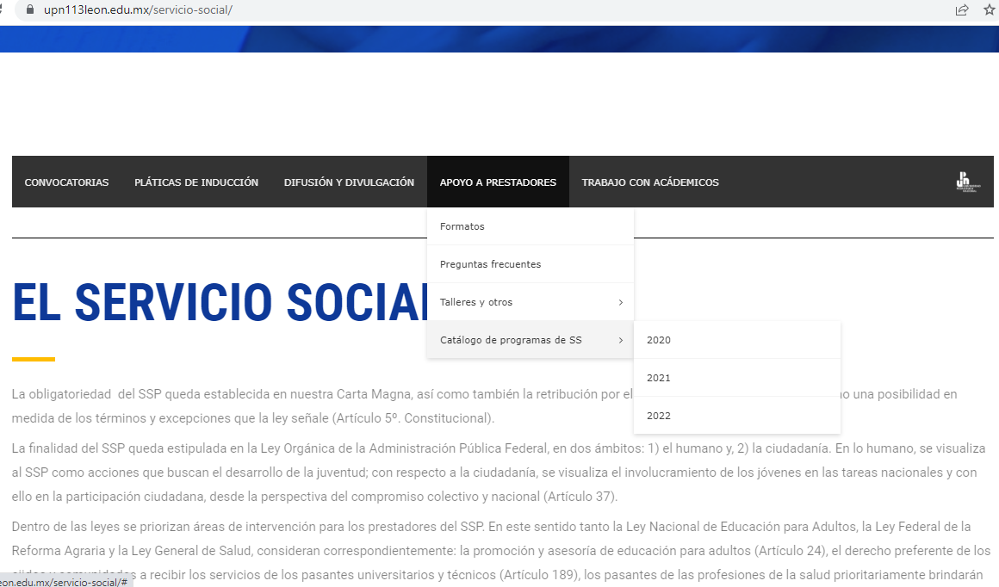 upn113leon.edu.mx/servicio-social/
CONVOCATORIAS PLÁTICAS DE INDUCCIÓN DIFUSIÓN Y DIVULGACIÓN APOYO A PRESTADORES TRABAJO CON ACÁDEMICOS
Formatos
Preguntas frecuentes
Talleres y otros
Catálogo de programas de SS
2020
2021
2022
EL SERVICIO SOCIAL
La obligatoriedad del SSP queda establecida en nuestra Carta Magna, así como también la retribución por el una posibilidad en
medida de los términos y excepciones que la ley señale (Artículo 5º. Constitucional).
La finalidad del SSP queda estipulada en la Ley Orgánica de la Administración Pública Federal, en dos ámbitos: 1) el humano y, 2) la ciudadanía. En lo humano, se visualiza
al SSP como acciones que buscan el desarrollo de la juventud; con respecto a la ciudadanía, se visualiza el involucramiento de los jóvenes en las tareas nacionales y con
ello en la participación ciudadana, desde la perspectiva del compromiso colectivo y nacional (Artículo 37).
Dentro de las leyes se priorizan áreas de intervención para los prestadores del SSP. En este sentido tanto la Ley Nacional de Educación para Adultos, la Ley Federal de la
Reforma Agraria y la Ley General de Salud, consideran correspondientemente: la promoción y asesoría de educación para adultos (Artículo 24), el derecho preferente de los
a recibir los servicios de los pasantes universitarios y técnicos (Artículo 189), los pasantes de las profesiones de la salud prioritariamente brindarán
eon.edu.mx/servicio-social/#